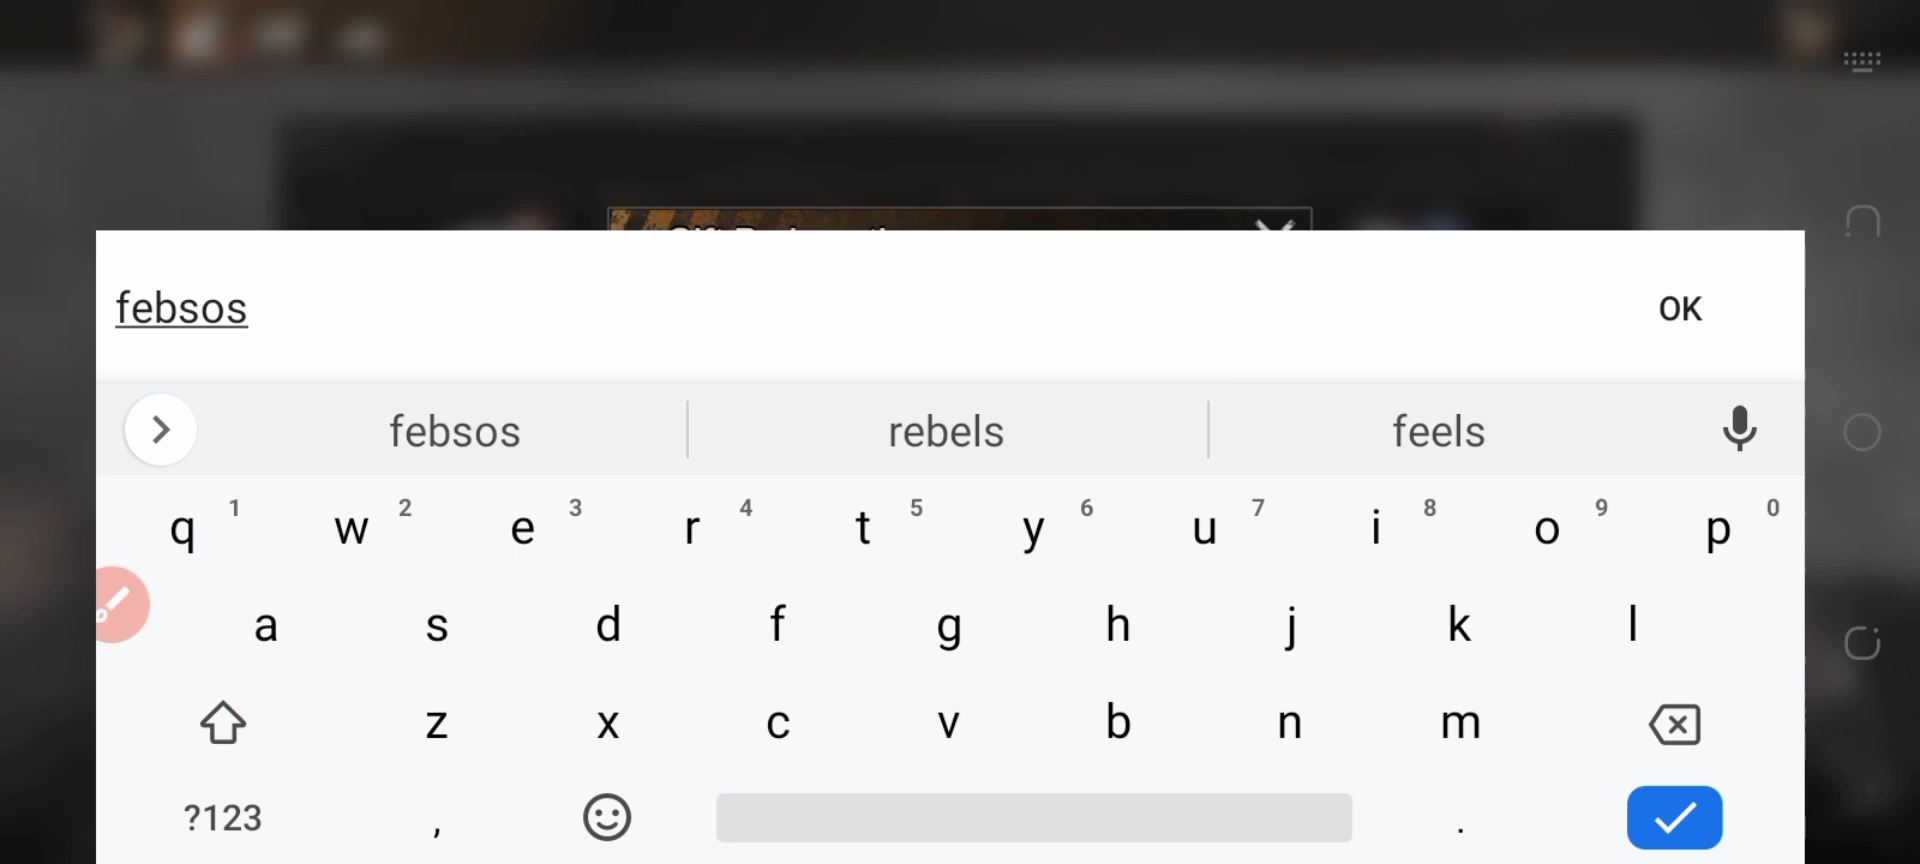 febsos
OK
febsos rebels feels
q 1 w 2 e 3 r 4 t 5 y 6 u 7 i 8 o 9 p 0
a s d f g h j k l
z x c v b n m
?123 , .